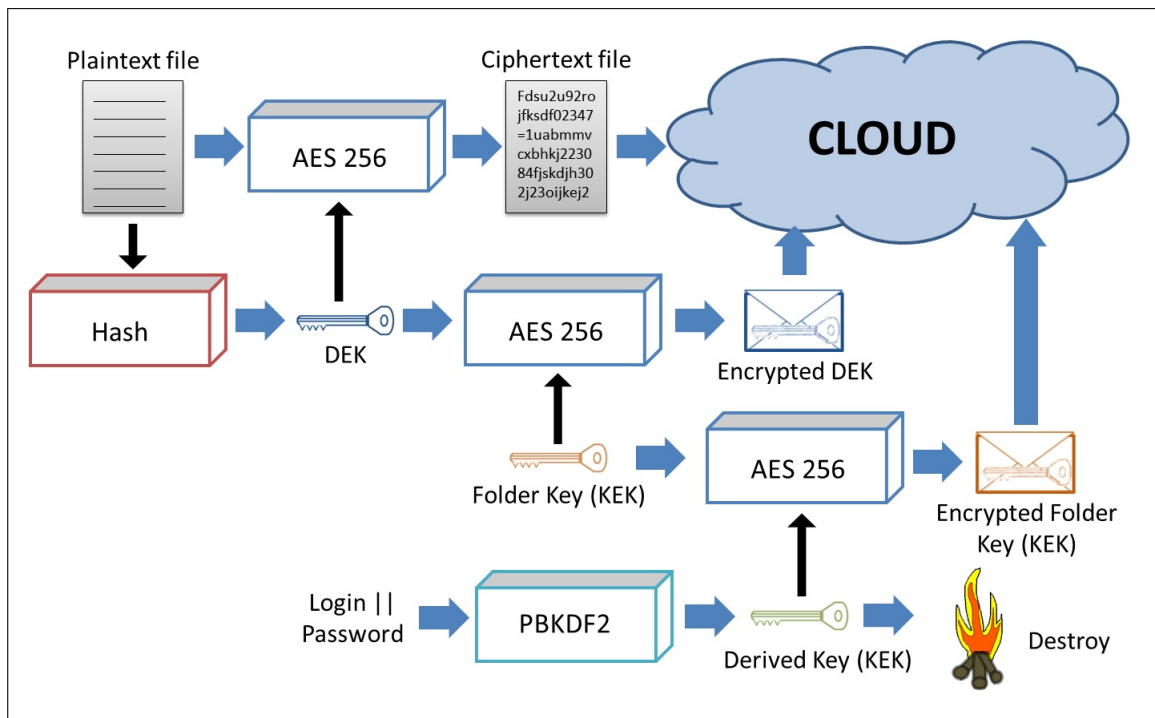 Plaintext file
Ciphertext file
Fdsu2u92ro
jfksdf02347
=1uabmmv
cxbhkj2230
84fjskdjh30
2j23oijkej2
AES 256
CLOUD
Hash
DEK
AES 256
Encrypted DEK
Folder Key (KEK)
AES 256
Encrypted Folder
Key (KEK)
Login ||
Password
PBKDF2
Derived Key (KEK)
Destroy